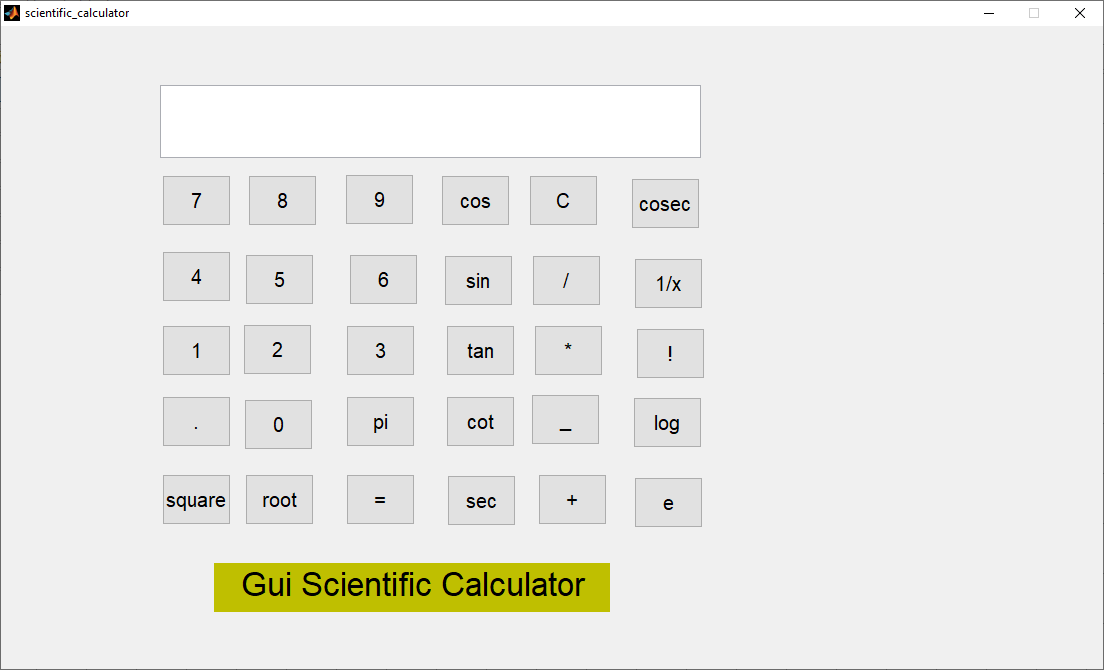 scientific_calculator
7 8 9 cos C cosec
4 5 6 sin / 1/x
1 2 3 tan * !
. 0 pi cot _ log
square root = sec + e
Gui Scientific Calculator